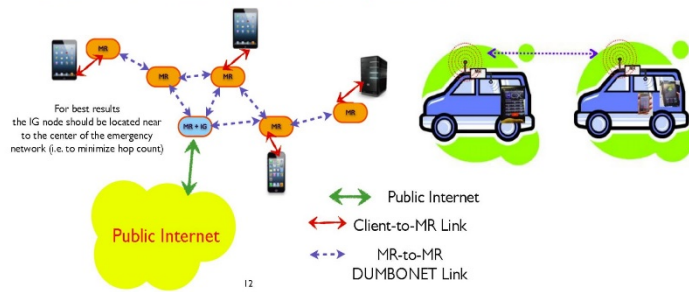 MR
MR
MR
For best results
the IG node should be located near
to the center of the emergency
network (i.e. to minimize hop count)
MR + IG
MR
MR
Public Internet
Public Internet
Client-to-MR Link
MR-to-MR
DUMBONET Link
12